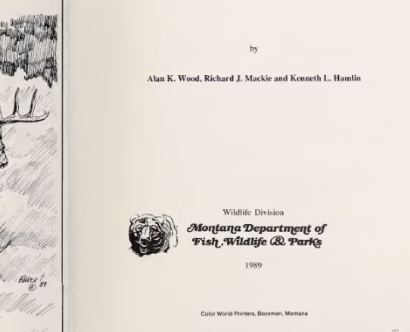 by
Alan K. Wood, Richard J. Mackie and Kenneth L. Hamlin
Wildlife Division
Montana Department of
Fish, Wildlife & Parks
1989
Color World Printers, Bozeman, Montana